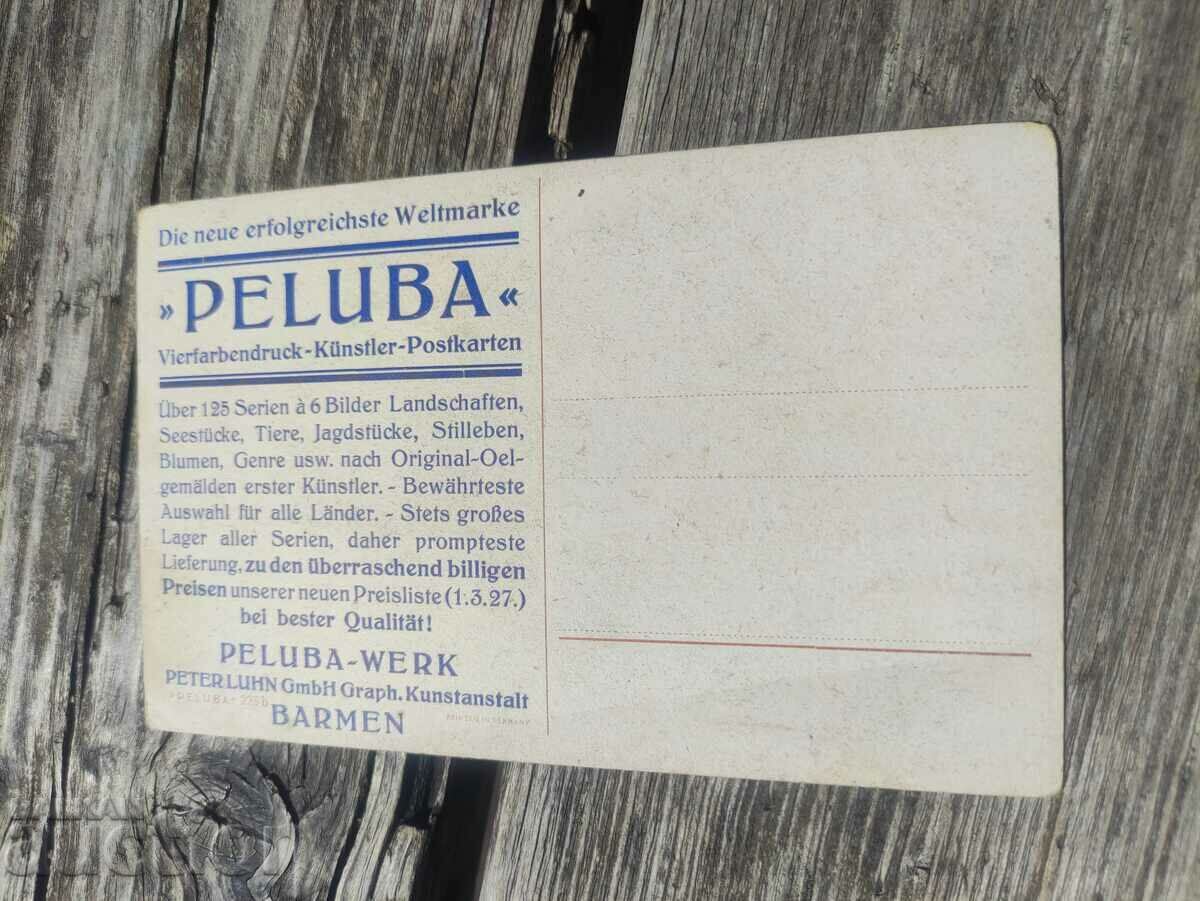 Die neue erfolgreichste Weltmarke
»PELUBA«
Vierfarbendruck-Künstler-Postkarten
Über 125 Serien à 6 Bilder Landschaften,
Seestücke, Tiere, Jagdstücke, Stilleben,
Blumen, Genre usw. nach Original-Oel-
gemälden erster Künstler. - Bewährteste
Auswahl für alle Länder. - Stets großes
Lager aller Serien, daher prompteste
Lieferung, zu den überraschend billigen
Preisen unserer neuen Preisliste (1.3.27.)
bei bester Qualität!
PELUBA-WERK
PETER LUHN GmbH Graph. Kunstanstalt
BARMEN
PRINTED IN GERMANY